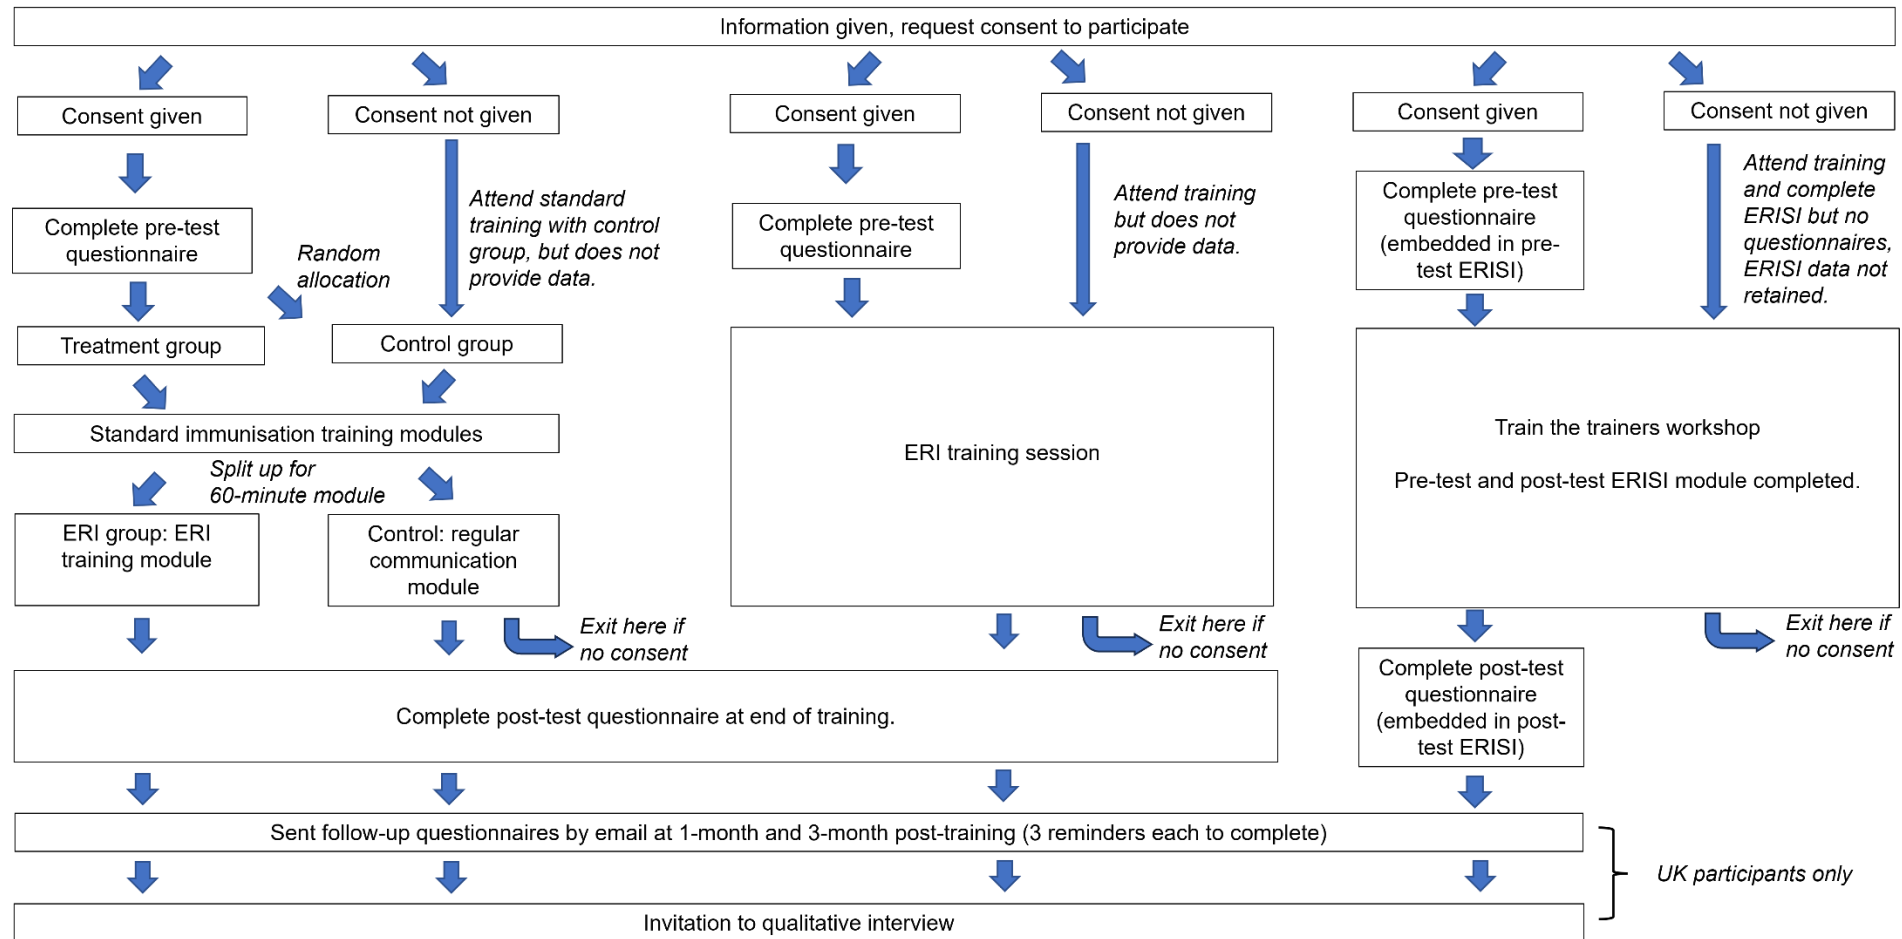 Information given, request consent to participate
Consent given
Consent not given
Consent given
Consent not given
Consent given
Consent not given
Complete pre-test
questionnaire
Random
allocation
Attend standard
training with control
group, but does not
provide data.
Treatment group
Control group
Standard immunisation training modules
Split up for
60-minute module
ERI group: ERI
training module
Control: regular
communication
module
Exit here if
no consent
Complete pre-test
questionnaire
Attend training
but does not
provide data.
ERI training session
Exit here if
no consent
Complete pre-test
questionnaire
(embedded in pre-
test ERISI)
Attend training
and complete
ERISI but no
questionnaires,
ERISI data not
retained.
Train the trainers workshop
Pre-test and post-test ERISI module completed.
Exit here if
no consent
Complete post-test questionnaire at end of training.
Complete post-test
questionnaire
(embedded in post-
test ERISI)
Sent follow-up questionnaires by email at 1-month and 3-month post-training (3 reminders each to complete)
UK participants only
Invitation to qualitative interview